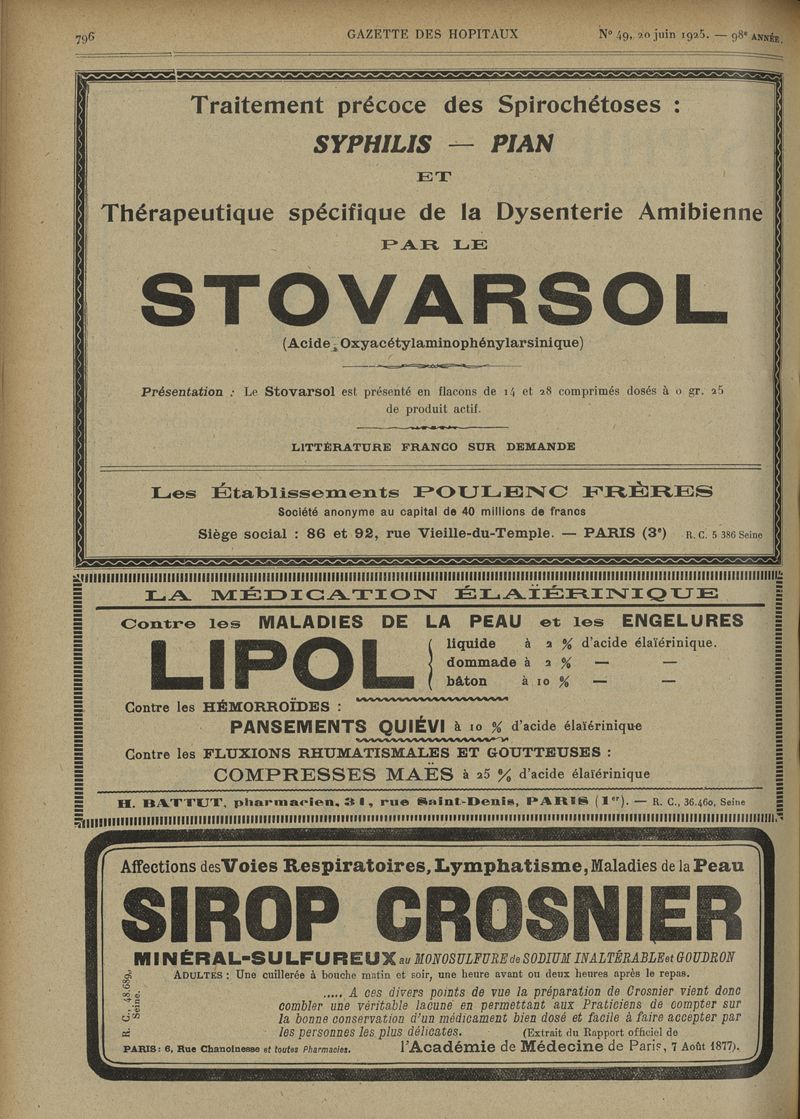 796
GAZETTE DES HOPITAUX
N° 49, 20 juin 1925. — 98e ANNÉE.
Traitement précoce des Spirochétoses :
SYPHILIS — PIAN
ET
Thérapeutique spécifique de la Dysenterie Amibienne
PAR LE
STOVARSOL
(Acide Oxyacétylaminophénylarsinique)
Présentation : Le Stovarsol est présenté en flacons de 14 et 28 comprimés dosés à 0 gr. 25
de produit actif.
LITTÉRATURE FRANCO SUR DEMANDE
Les Établissements POULENC FRÈRES
Société anonyme au capital de 40 millions de francs
Siège social : 86 et 92, rue Vieille-du-Temple. — PARIS (3e) R. C. 5 386 Seine
LA MÉDICATION ÉLAÏÉRINIQUE
Contre les MALADIES DE LA PEAU et les ENGELURES
LIPOL
liquide à 2 % d'acide élaïérinique.
dommade à 2 % — —
bâton à 10 % — —
Contre les HÉMORROÏDES :
PANSEMENTS QUIÉVI à 10 % d'acide élaïérinique
Contre les FLUXIONS RHUMATISMALES ET GOUTTEUSES :
COMPRESSES MAËS à 25 % d'acide élaïérinique
H. BATTUT, pharmacien, 31, rue Saint-Denis, PARIS (1er). — R. C., 36.460, Seine
Affections des Voies Respiratoires, Lymphatisme, Maladies de la Peau
SIROP CROSNIER
MINÉRAL-SULFUREUX au MONOSULFURE de SODIUM INALTÉRABLE et GOUDRON
ADULTES : Une cuillerée à bouche matin et soir, une heure avant ou deux heures après le repas.
R. C., 48.689, Seine.
..... A ces divers points de vue la préparation de Crosnier vient donc
combler une véritable lacune en permettant aux Praticiens de compter sur
la bonne conservation d'un médicament bien dosé et facile à faire accepter par
les personnes les plus délicates. (Extrait du Rapport officiel de
PARIS : 6, Rue Chanoinesse et toutes Pharmacies. l'Académie de Médecine de Paris, 7 Août 1877).